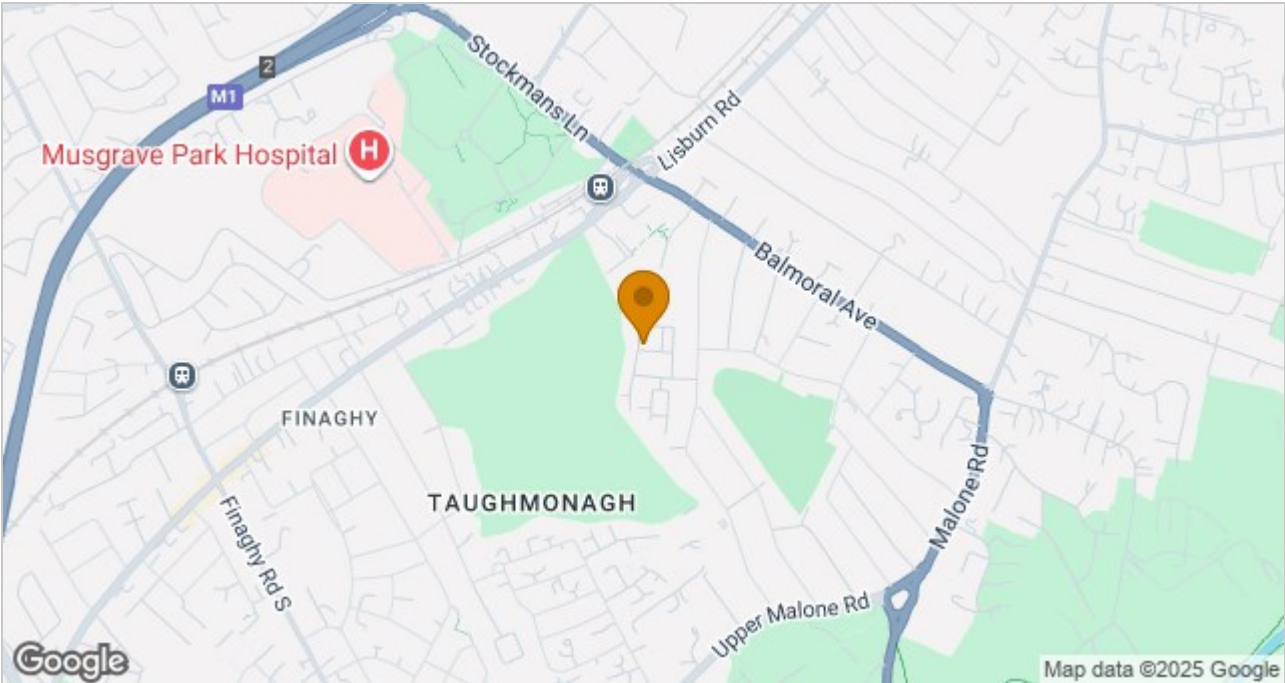 Stockmans Ln
2
M1
Lisburn Rd
Musgrave Park Hospital
H
Balmoral Ave
FINAGHY
TAUGHMONAGH
Malone Rd
Finaghy Rd S
Upper Malone Rd
Google
Map data ©2025 Google